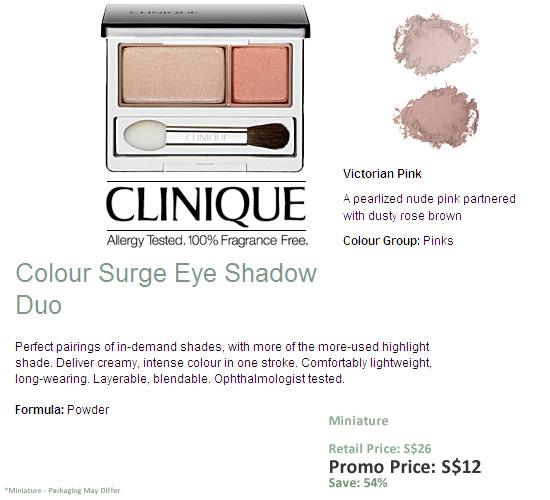 CLINIQUE
CLINIQUE
CLINIQUE
Allergy Tested. 100% Fragrance Free.
Victorian Pink
A pearlized nude pink partnered
with dusty rose brown
Colour Group: Pinks
Colour Surge Eye Shadow
Duo
Perfect pairings of in-demand shades, with more of the more-used highlight
shade. Deliver creamy, intense colour in one stroke. Comfortably lightweight,
long-wearing. Layerable, blendable. Ophthalmologist tested.
Formula: Powder
Miniature
Retail Price: S$26
Promo Price: S$12
Save: 54%
*Miniature - Packaging May Differ